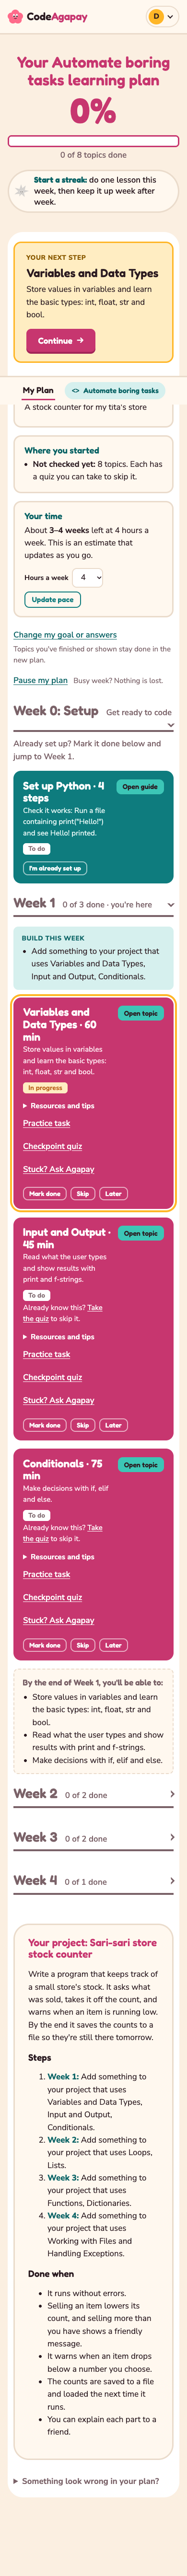 CodeAgapay
D
Your Automate boring
tasks learning plan
0%
0 of 8 topics done
Start a streak: do one lesson this
week, then keep it up week after
week.
YOUR NEXT STEP
Variables and Data Types
Store values in variables and learn
the basic types: int, float, str and
bool.
Continue →
My Plan
<> Automate boring tasks
A stock counter for my tita's store
Where you started
• Not checked yet: 8 topics. Each has
a quiz you can take to skip it.
Your time
About 3–4 weeks left at 4 hours a
week. This is an estimate that
updates as you go.
Hours a week 4
Update pace
Change my goal or answers
Topics you've finished or shown stay done in the
new plan.
Pause my plan Busy week? Nothing is lost.
Week 0: Setup Get ready to code
Already set up? Mark it done below and
jump to Week 1.
Set up Python · 4
steps
Open guide
Check it works: Run a file
containing print("Hello!")
and see Hello! printed.
To do
I'm already set up
Week 1 0 of 3 done · you're here
BUILD THIS WEEK
• Add something to your project that
uses Variables and Data Types,
Input and Output, Conditionals.
Variables and
Data Types · 60
min
Open topic
Store values in variables
and learn the basic types:
int, float, str and bool.
In progress
▸ Resources and tips
Practice task
Checkpoint quiz
Stuck? Ask Agapay
Mark done Skip Later
Input and Output ·
45 min
Open topic
Read what the user types
and show results with
print and f-strings.
To do
Already know this? Take
the quiz to skip it.
▸ Resources and tips
Practice task
Checkpoint quiz
Stuck? Ask Agapay
Mark done Skip Later
Conditionals · 75
min
Open topic
Make decisions with if, elif
and else.
To do
Already know this? Take
the quiz to skip it.
▸ Resources and tips
Practice task
Checkpoint quiz
Stuck? Ask Agapay
Mark done Skip Later
By the end of Week 1, you'll be able to:
• Store values in variables and learn
the basic types: int, float, str and
bool.
• Read what the user types and show
results with print and f-strings.
• Make decisions with if, elif and else.
Week 2 0 of 2 done
Week 3 0 of 2 done
Week 4 0 of 1 done
Your project: Sari-sari store
stock counter
Write a program that keeps track of
a small store's stock. It asks what
was sold, takes it off the count, and
warns when an item is running low.
By the end it saves the counts to a
file so they're still there tomorrow.
Steps
1. Week 1: Add something to
your project that uses
Variables and Data Types,
Input and Output,
Conditionals.
2. Week 2: Add something to
your project that uses Loops,
Lists.
3. Week 3: Add something to
your project that uses
Functions, Dictionaries.
4. Week 4: Add something to
your project that uses
Working with Files and
Handling Exceptions.
Done when
• It runs without errors.
• Selling an item lowers its
count, and selling more than
you have shows a friendly
message.
• It warns when an item drops
below a number you choose.
• The counts are saved to a file
and loaded the next time it
runs.
• You can explain each part to a
friend.
▸ Something look wrong in your plan?